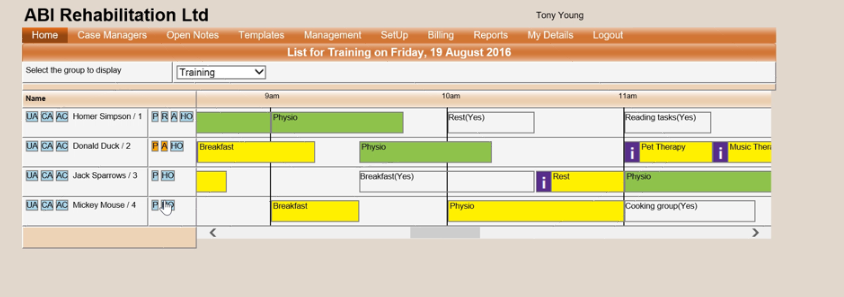 ABI Rehabilitation Ltd
Tony Young
Home Case Managers Open Notes Templates Management SetUp Billing Reports My Details Logout
List for Training on Friday, 19 August 2016
Select the group to display Training
Name 9am 10am 11am
UA CA AC Homer Simpson / 1 P R A HO Physio Rest(Yes) Reading tasks(Yes)
UA CA AC Donald Duck / 2 P A HO Breakfast Physio i Pet Therapy i Music
UA CA AC Jack Sparrows / 3 P HO Breakfast(Yes) i Rest Physio
UA CA AC Mickey Mouse / 4 P Breakfast Physio Cooking group(Yes)